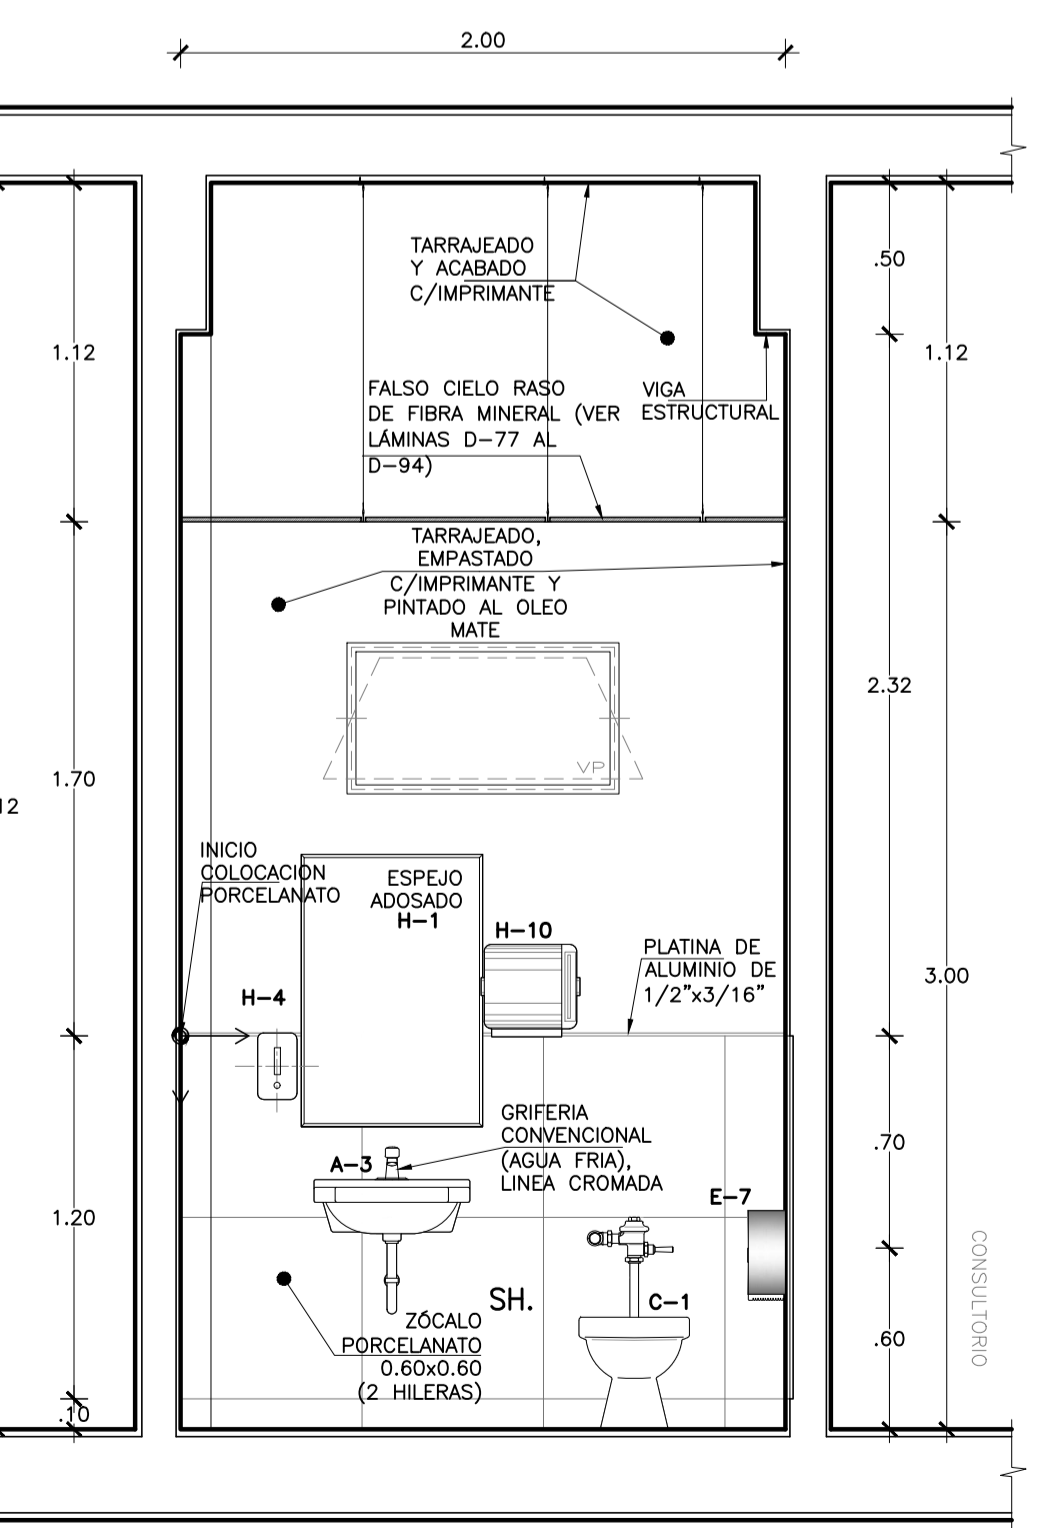 2.00
TARRAJEADO
Y ACABADO
C/IMPRIMANTE
.50
1.12
1.12
FALSO CIELO RASO
DE FIBRA MINERAL (VER
LÁMINAS D-77 AL
D-94)
VIGA
ESTRUCTURAL
TARRAJEADO,
EMPASTADO
C/IMPRIMANTE Y
PINTADO AL OLEO
MATE
2.32
VP
1.70
12
INICIO
COLOCACION
PORCELANATO
ESPEJO
ADOSADO
H-1
H-10
PLATINA DE
ALUMINIO DE
1/2"x3/16"
3.00
H-4
GRIFERIA
CONVENCIONAL
(AGUA FRIA),
LINEA CROMADA
.70
A-3
E-7
1.20
CONSULTORIO
SH.
C-1
ZÓCALO
PORCELANATO
0.60x0.60
(2 HILERAS)
.60
.10